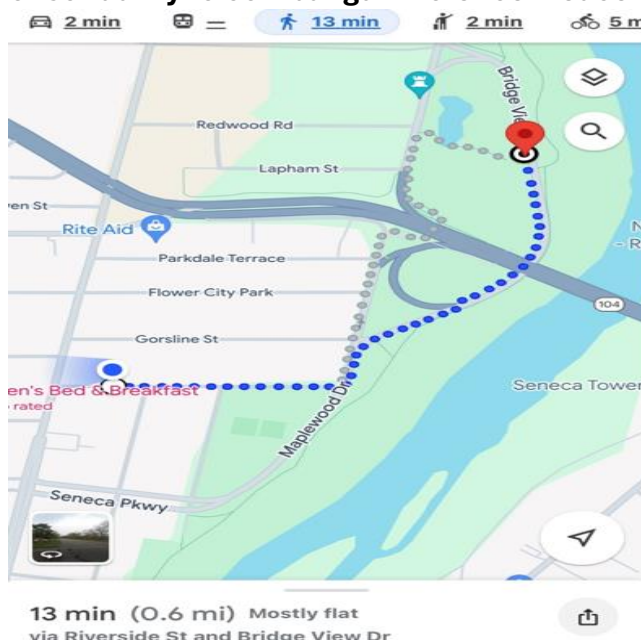 2 min
13 min
2 min
5 m
Bridge Vie
Redwood Rd
Lapham St
en St
Rite Aid
Parkdale Terrace
Flower City Park
104
Gorsline St
en's Bed & Breakfast
rated
Seneca Tower
Maplewood Dr
Seneca Pkwy
13 min (0.6 mi) Mostly flat
via Riverside St and Bridge View Dr